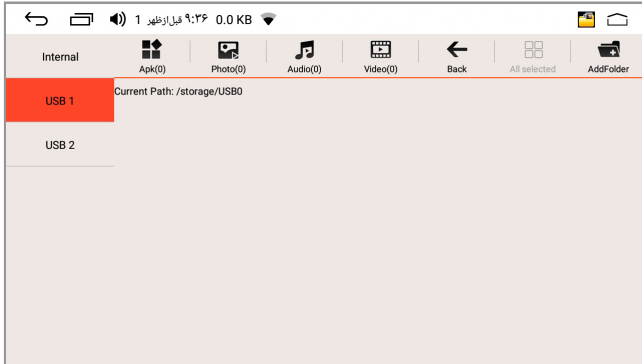 1 قبل‌ازظهر ۹:۳۶ 0.0 KB
Internal
Apk(0) Photo(0) Audio(0) Video(0) Back All selected AddFolder
USB 1
Current Path: /storage/USB0
USB 2